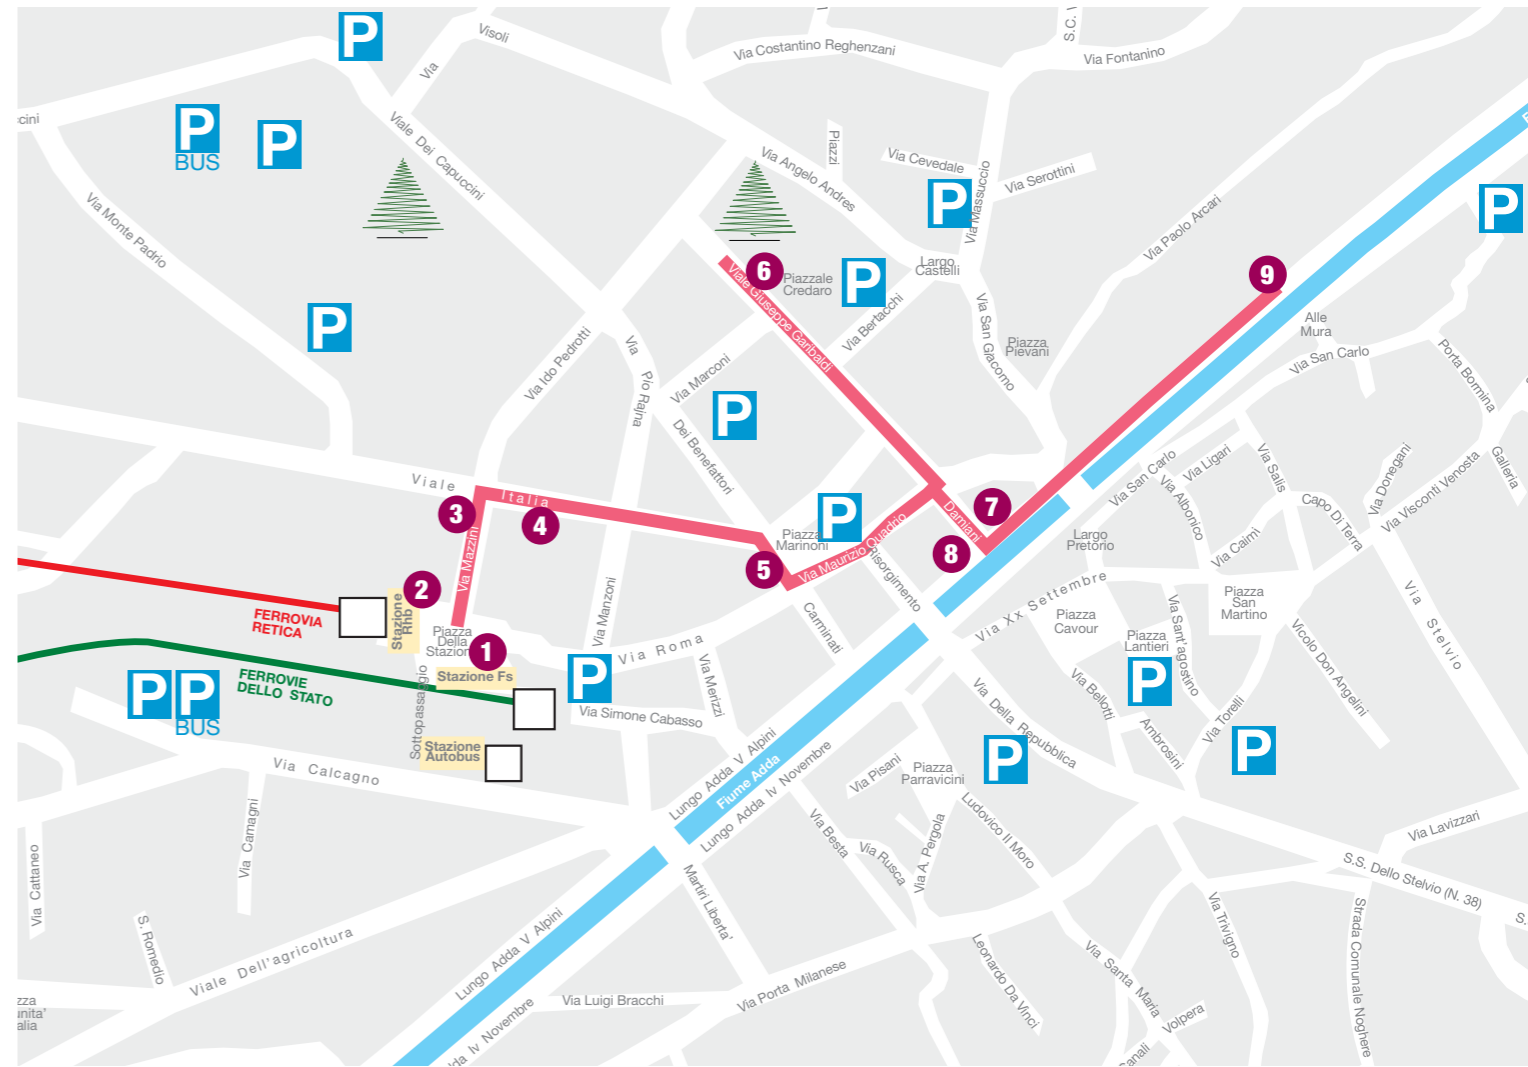 P
Visoli
Via
Via Costantino Reghenzani
V
S.C. V
Via Fontanino
ccini
P
BUS
P
Viale Dei Capuccini
Piazzi
Via Angelo Andres
Via Cevedale
Via Serottini
P
Via Massuccio
P
Via Monte Padrio
Via Paolo Arcari
P
6
Viale Giuseppe Garibaldi
Piazzale
Credaro
P
Largo
Castelli
Via Bertacchi
Via San Giacomo
Piazza
Pievani
9
Alle
Mura
Via San Carlo
Porta Bormina
Via Ido Pedrotti
Via
Pio Rajna
Via Marconi
P
Dei Benefattori
Viale
Italia
3
4
Via Mazzini
Piazza
Marinoni
P
5
Via Maurizio Quadrio
Damiani
7
8
Risorgimento
Via San Carlo
Via Ligari
Via Albonico
Via Salis
Capo Di Terra
Via Donegani
Via Visconti Venosta
Galleria
Largo
Pretorio
Via Caimi
2
FERROVIA
RETICA
Stazione
Rhb
Piazza
Della
Stazione
1
Stazione Fs
Via Manzoni
Via Roma
Carminati
Via Xx Settembre
Piazza
Cavour
Piazza
Lantieri
Via Sant'agostino
Piazza
San
Martino
Vicolo Don Angelini
Via Stelvio
FERROVIE
DELLO STATO
P
P
BUS
Sottopassaggio
Stazione
Autobus
P
Via Merizzi
Via Simone Cabasso
Via Della Repubblica
Via Bellotti
P
Ambrosini
Via Torelli
P
P
Via Calcagno
Lungo Adda V Alpini
Fiume Adda
Lungo Adda Iv Novembre
Via Pisani
Piazza
Parravicini
Ludovico Il Moro
Via Besta
Via Rusca
Via A. Pergola
Via Camagni
Via Cattaneo
S. Romedio
Martiri Liberta'
Via Lavizzari
S.S. Dello Stelvio (N. 38)
S.
Via Trivigno
Strada Comunale Noghere
Lungo Adda V Alpini
Viale Dell'agricoltura
Leonardo Da Vinci
Via Santa Maria
Volpera
Via Porta Milanese
Via Luigi Bracchi
zza
unita'
alia
dda Iv Novembre
anali